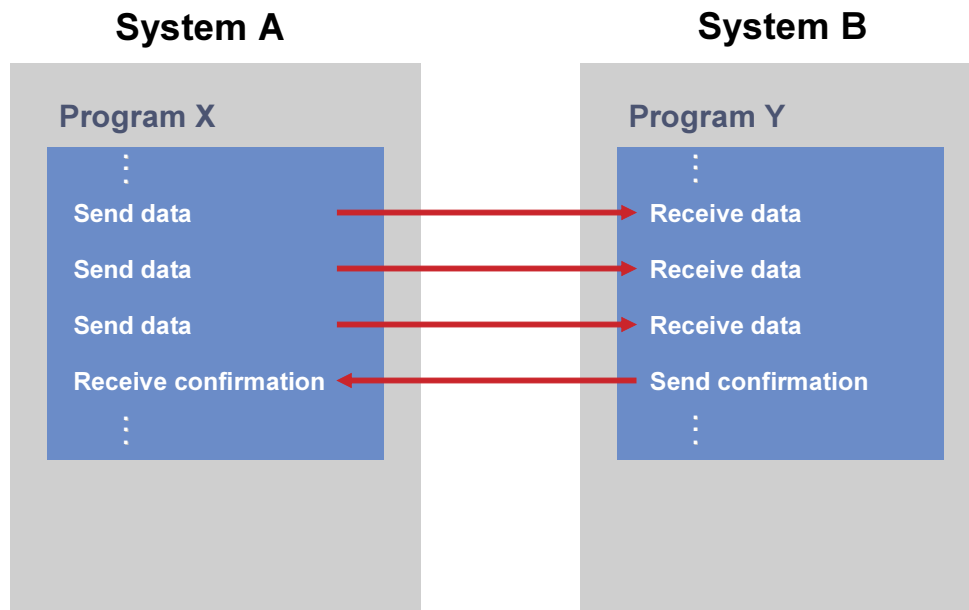 System A
System B
Program X
Program Y
Send data
Receive data
Send data
Receive data
Send data
Receive data
Receive confirmation
Send confirmation